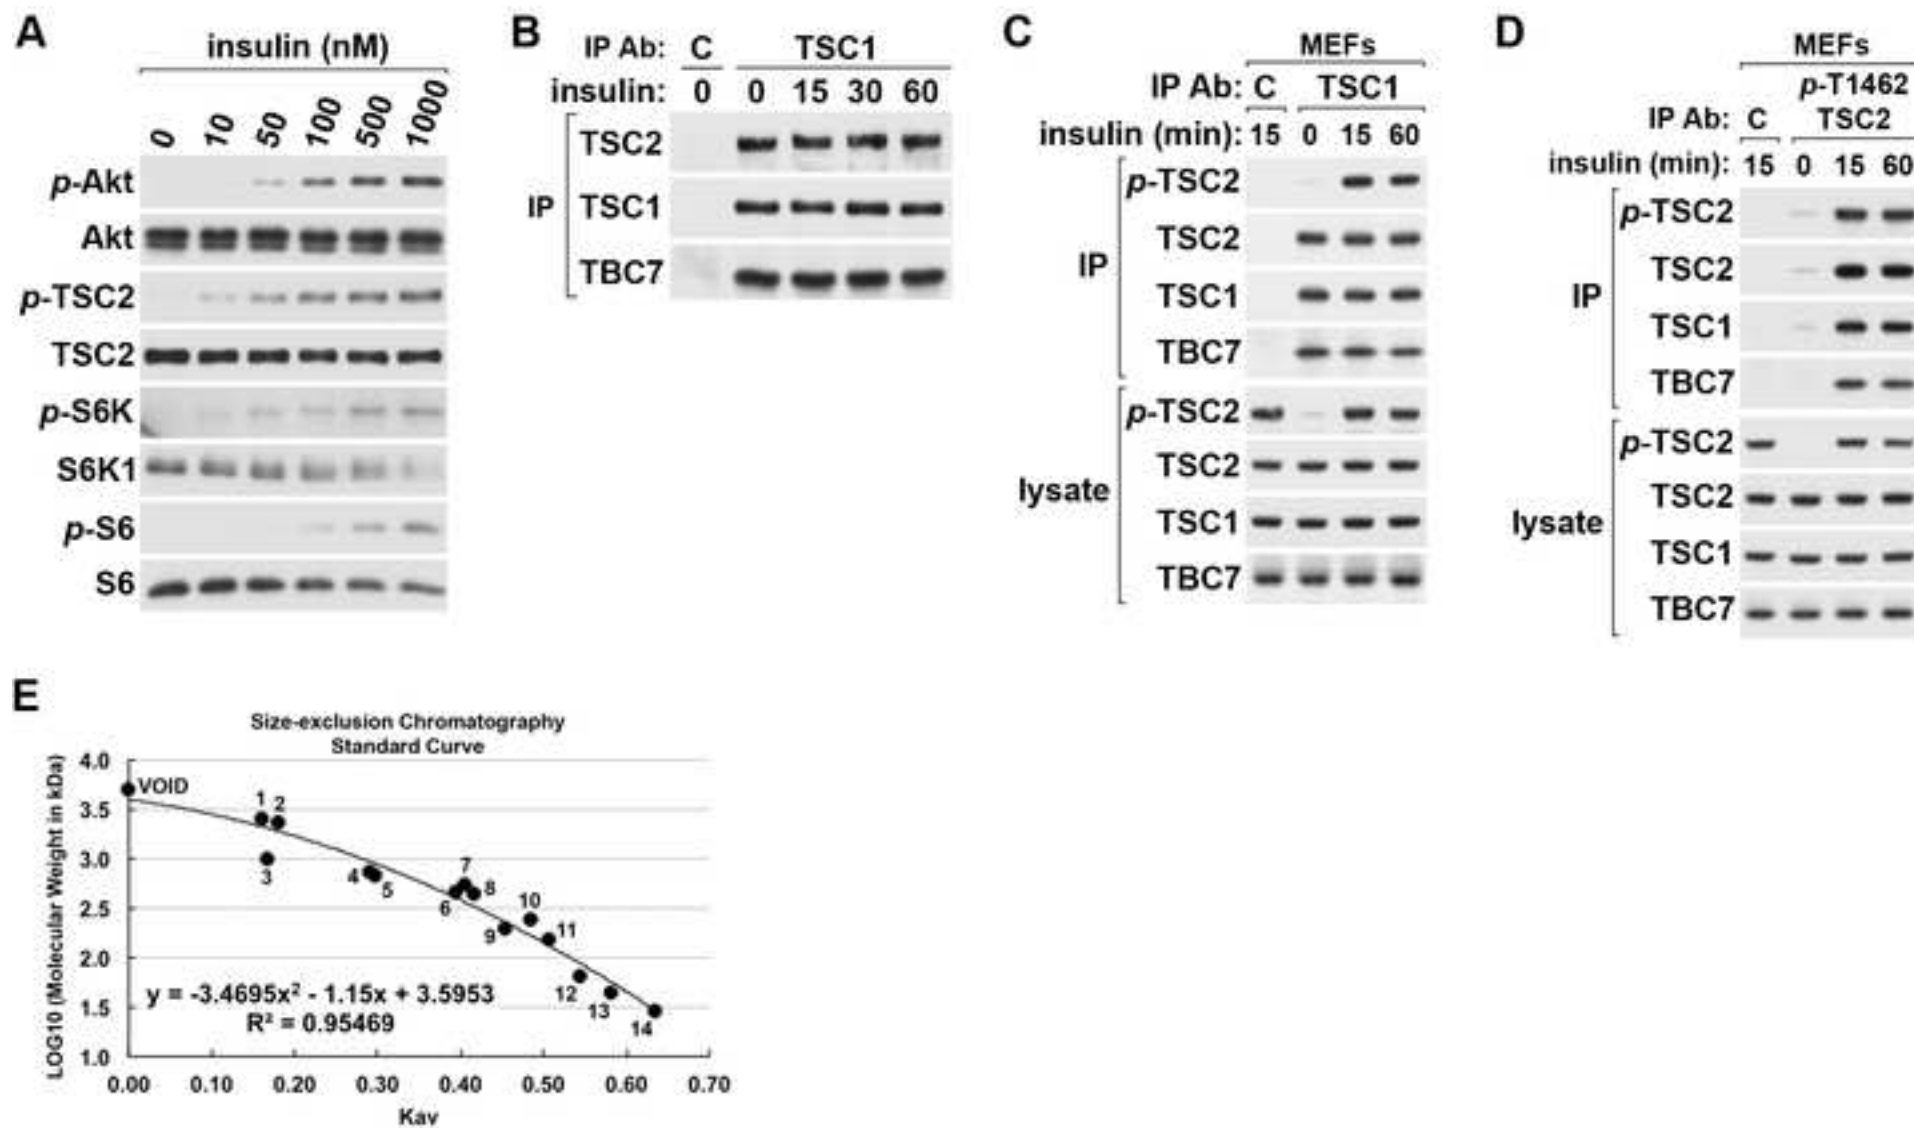 A
insulin (nM)
0 10 50 100 500 1000
p-Akt
Akt
p-TSC2
TSC2
p-S6K
S6K1
p-S6
S6
B
IP Ab: C TSC1
insulin: 0 0 15 30 60
IP
TSC2
TSC1
TBC7
C
MEFs
IP Ab: C TSC1
insulin (min): 15 0 15 60
IP
p-TSC2
TSC2
TSC1
TBC7
lysate
p-TSC2
TSC2
TSC1
TBC7
D
MEFs
p-T1462
IP Ab: C TSC2
insulin (min): 15 0 15 60
IP
p-TSC2
TSC2
TSC1
TBC7
lysate
p-TSC2
TSC2
TSC1
TBC7
E
Size-exclusion Chromatography
Standard Curve
LOG10 (Molecular Weight in kDa)
4.0
3.5
3.0
2.5
2.0
1.5
1.0
VOID
1 2
3
4
5
6
7
8
9
10
11
12
13
14
y = -3.4695x² - 1.15x + 3.5953
R² = 0.95469
0.00 0.10 0.20 0.30 0.40 0.50 0.60 0.70
Kav